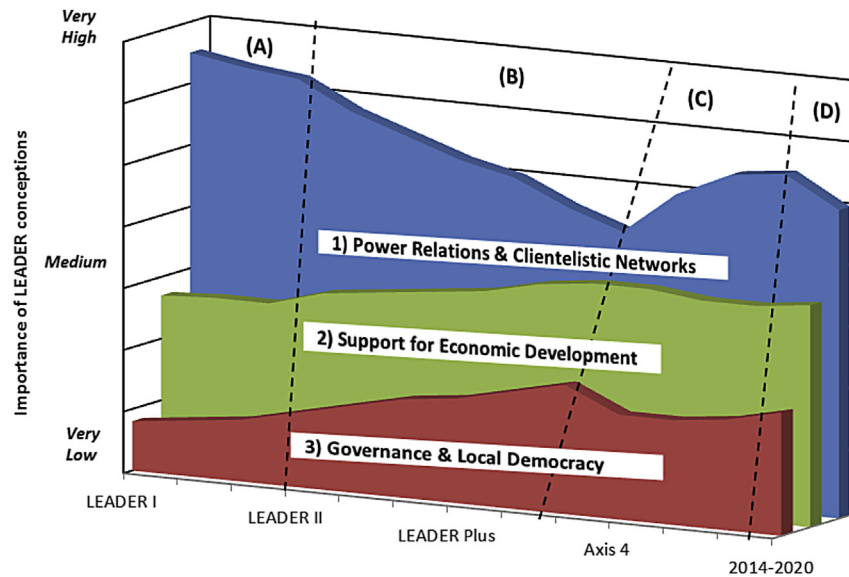 Very
High
(A)
(B)
(C)
(D)
Importance of LEADER conceptions
1) Power Relations & Clientelistic Networks
Medium
2) Support for Economic Development
Very
Low
3) Governance & Local Democracy
LEADER I
LEADER II
LEADER Plus
Axis 4
2014-2020